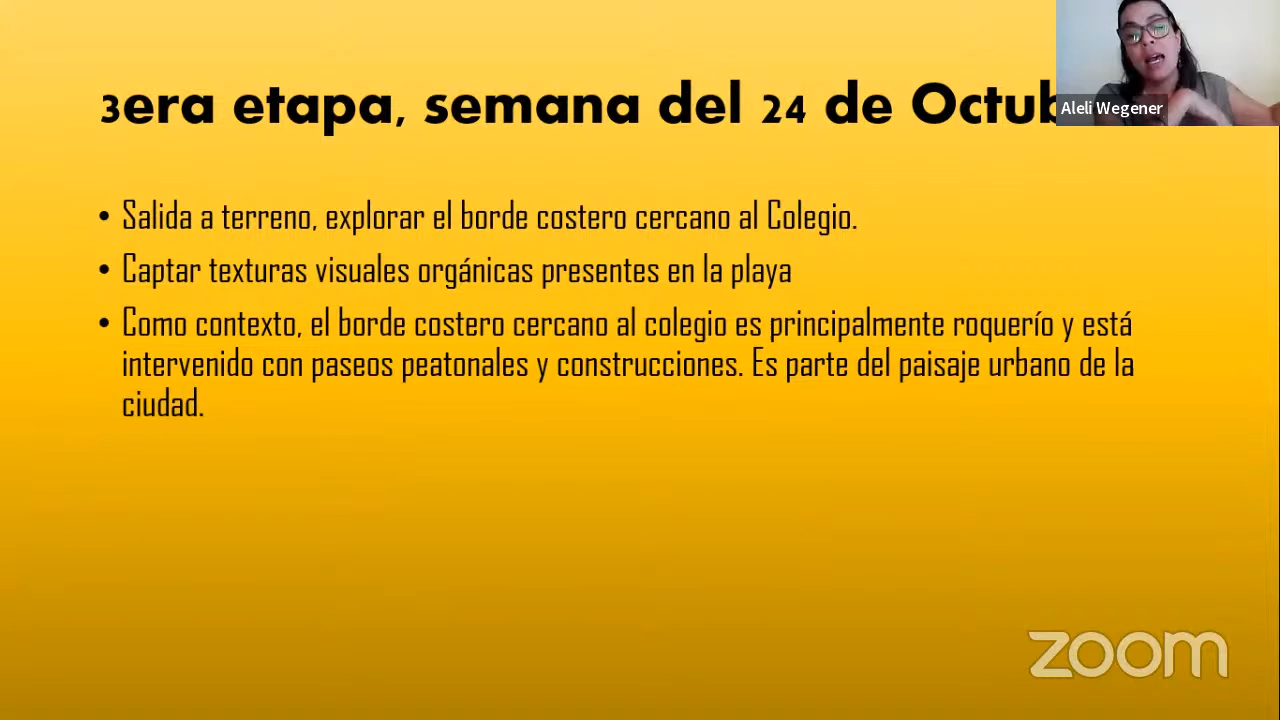 3era etapa, semana del 24 de Octub
Aleli Wegener
• Salida a terreno, explorar el borde costero cercano al Colegio.
• Captar texturas visuales orgánicas presentes en la playa
• Como contexto, el borde costero cercano al colegio es principalmente roquerío y está
intervenido con paseos peatonales y construcciones. Es parte del paisaje urbano de la
ciudad.
zoom